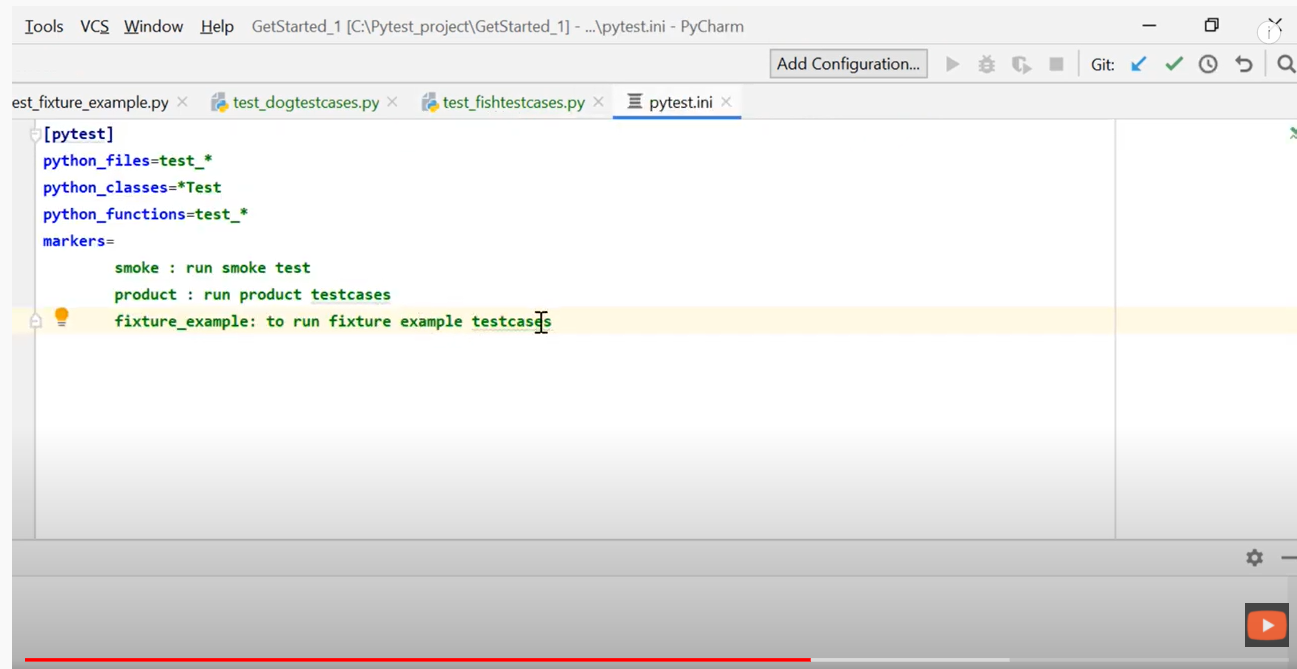 Tools VCS Window Help GetStarted_1 [C:\Pytest_project\GetStarted_1] - ...\pytest.ini - PyCharm
Add Configuration... Git:
est_fixture_example.py test_dogtestcases.py test_fishtestcases.py pytest.ini
[pytest]
python_files=test_*
python_classes=*Test
python_functions=test_*
markers=
smoke : run smoke test
product : run product testcases
fixture_example: to run fixture example testcases